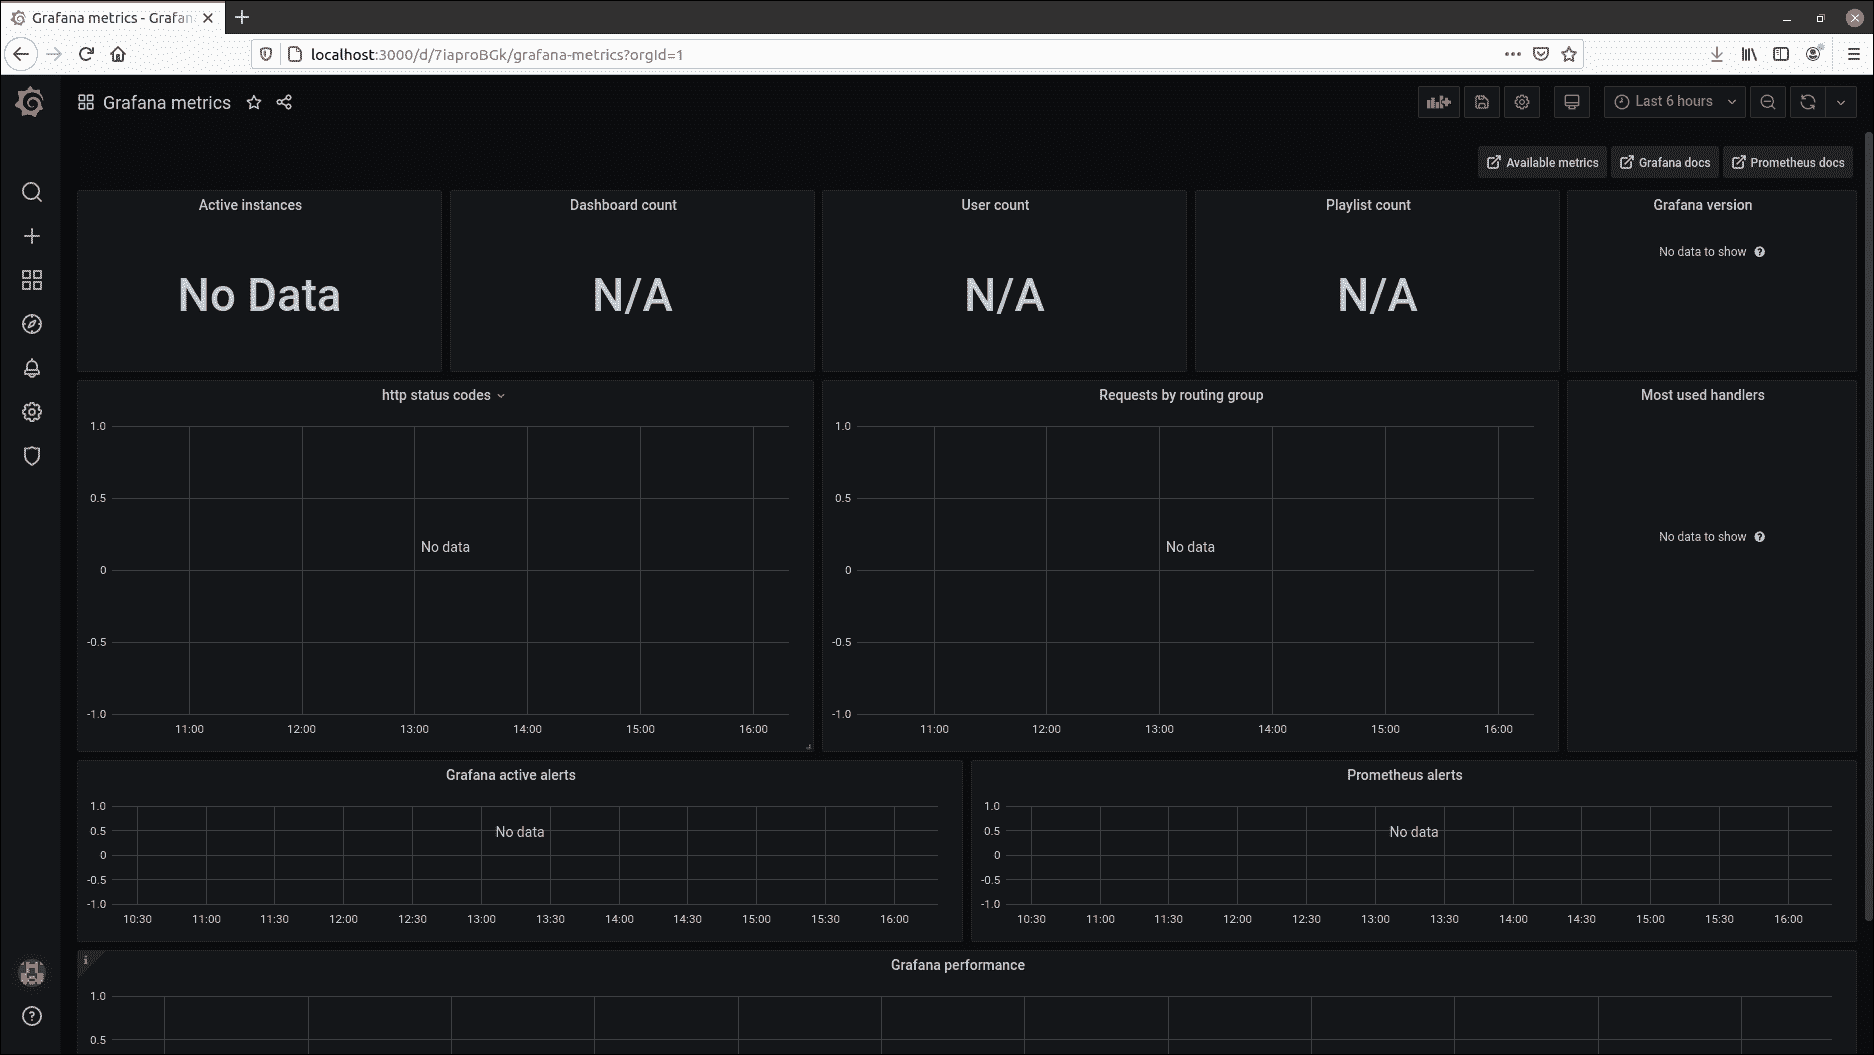 Grafana metrics - Grafan
localhost:3000/d/7iaproBGk/grafana-metrics?orgId=1
Grafana metrics
Last 6 hours
Available metrics
Grafana docs
Prometheus docs
Active instances
No Data
Dashboard count
N/A
User count
N/A
Playlist count
N/A
Grafana version
No data to show
http status codes
1.0
0.5
0
-0.5
-1.0
No data
11:00 12:00 13:00 14:00 15:00 16:00
Requests by routing group
1.0
0.5
0
-0.5
-1.0
No data
11:00 12:00 13:00 14:00 15:00 16:00
Most used handlers
No data to show
Grafana active alerts
1.0
0.5
0
-0.5
-1.0
No data
10:30 11:00 11:30 12:00 12:30 13:00 13:30 14:00 14:30 15:00 15:30 16:00
Prometheus alerts
1.0
0.5
0
-0.5
-1.0
No data
10:30 11:00 11:30 12:00 12:30 13:00 13:30 14:00 14:30 15:00 15:30 16:00
i
Grafana performance
1.0
0.5